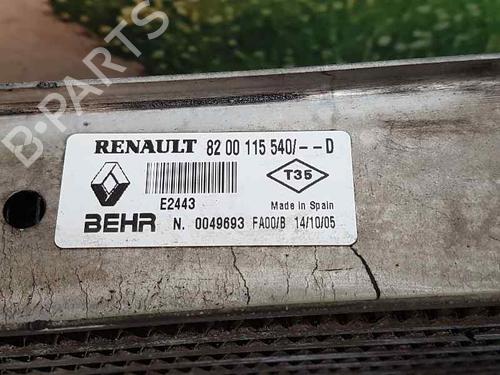 B-PARTS
RENAULT 82 00 115 540/--D
T35
E2443
Made in Spain
BEHR N. 0049693 FA00/B 14/10/05